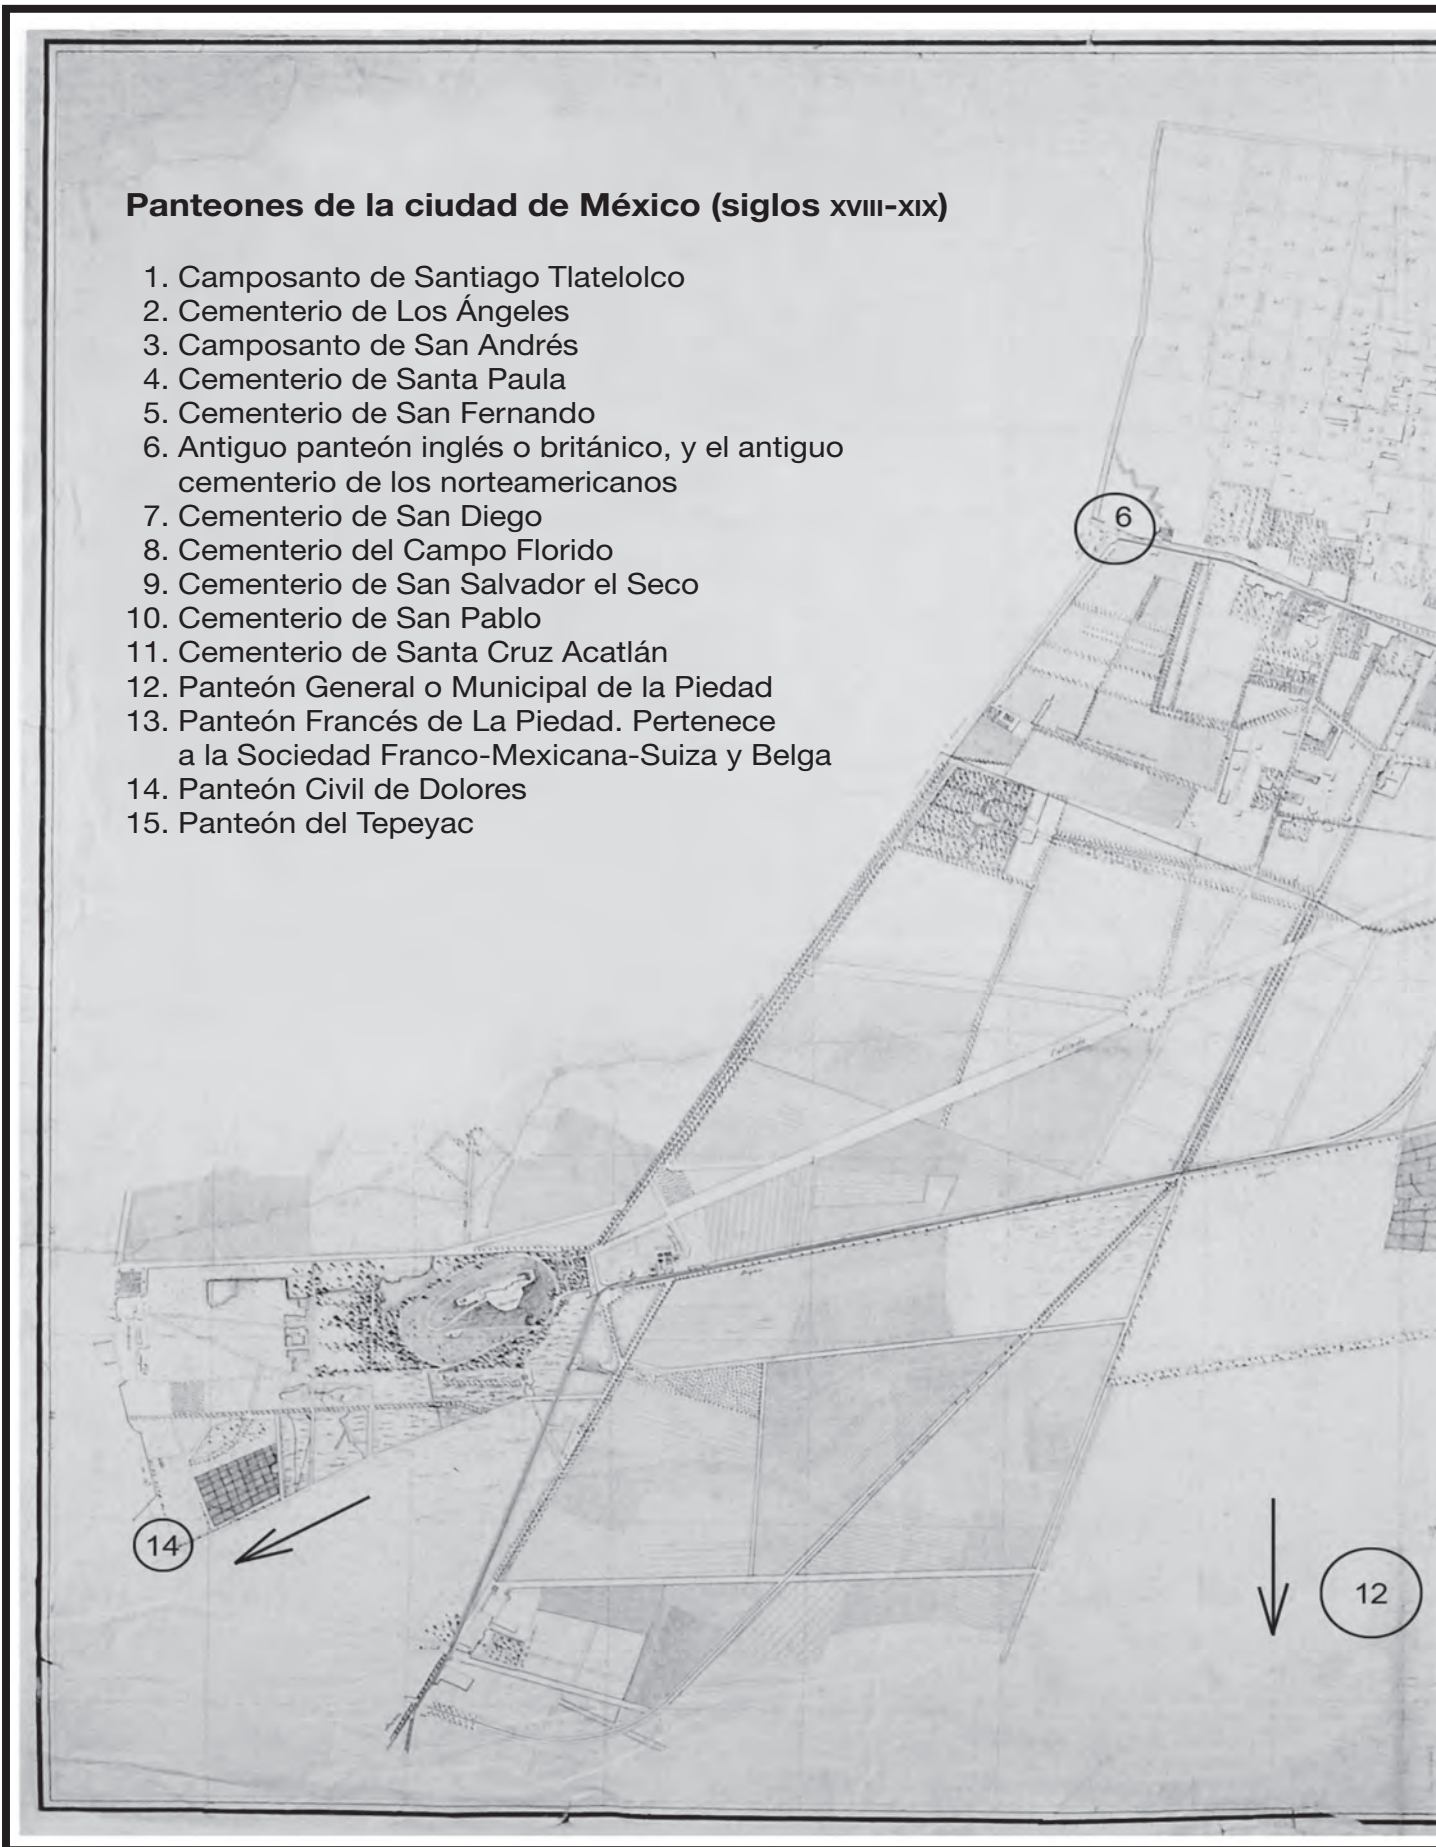 Panteones de la ciudad de México (siglos XVIII-XIX)
1. Camposanto de Santiago Tlatelolco
2. Cementerio de Los Ángeles
3. Camposanto de San Andrés
4. Cementerio de Santa Paula
5. Cementerio de San Fernando
6. Antiguo panteón inglés o británico, y el antiguo
cementerio de los norteamericanos
7. Cementerio de San Diego
8. Cementerio del Campo Florido
9. Cementerio de San Salvador el Seco
10. Cementerio de San Pablo
11. Cementerio de Santa Cruz Acatlán
12. Panteón General o Municipal de la Piedad
13. Panteón Francés de La Piedad. Pertenece
a la Sociedad Franco-Mexicana-Suiza y Belga
14. Panteón Civil de Dolores
15. Panteón del Tepeyac
6
14
12